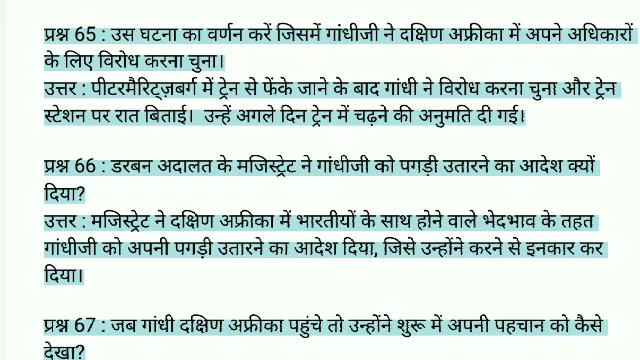 प्रश्न 65 : उस घटना का वर्णन करें जिसमें गांधीजी ने दक्षिण अफ्रीका में अपने अधिकारों
के लिए विरोध करना चुना।
उत्तर : पीटरमैरिट्ज़बर्ग में ट्रेन से फेंके जाने के बाद गांधी ने विरोध करना चुना और ट्रेन
स्टेशन पर रात बिताई। उन्हें अगले दिन ट्रेन में चढ़ने की अनुमति दी गई।
प्रश्न 66 : डरबन अदालत के मजिस्ट्रेट ने गांधीजी को पगड़ी उतारने का आदेश क्यों
दिया?
उत्तर : मजिस्ट्रेट ने दक्षिण अफ्रीका में भारतीयों के साथ होने वाले भेदभाव के तहत
गांधीजी को अपनी पगड़ी उतारने का आदेश दिया, जिसे उन्होंने करने से इनकार कर
दिया।
प्रश्न 67 : जब गांधी दक्षिण अफ्रीका पहुंचे तो उन्होंने शुरू में अपनी पहचान को कैसे
देखा?